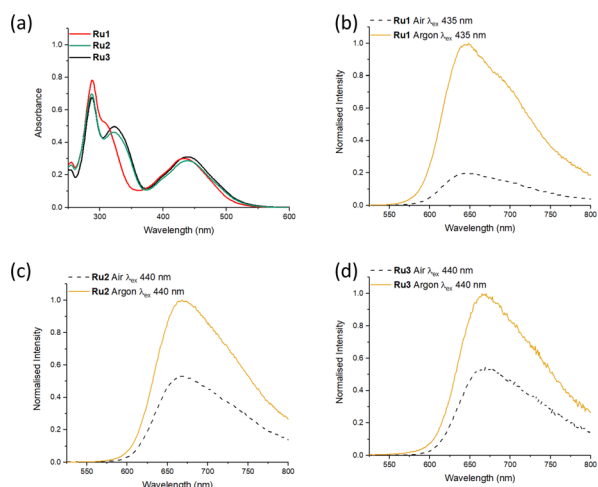 (a)
Ru1
Ru2
Ru3
Absorbance
1.0
0.8
0.6
0.4
0.2
0.0
300 400 500 600
Wavelength (nm)
(b)
Ru1 Air λex 435 nm
Ru1 Argon λex 435 nm
Normalised Intensity
1.0
0.8
0.6
0.4
0.2
0.0
550 600 650 700 750 800
Wavelength (nm)
(c)
Ru2 Air λex 440 nm
Ru2 Argon λex 440 nm
Normalised Intensity
1.0
0.8
0.6
0.4
0.2
0.0
550 600 650 700 750 800
Wavelength (nm)
(d)
Ru3 Air λex 440 nm
Ru3 Argon λex 440 nm
Normalised Intensity
1.0
0.8
0.6
0.4
0.2
0.0
550 600 650 700 750 800
Wavelength (nm)